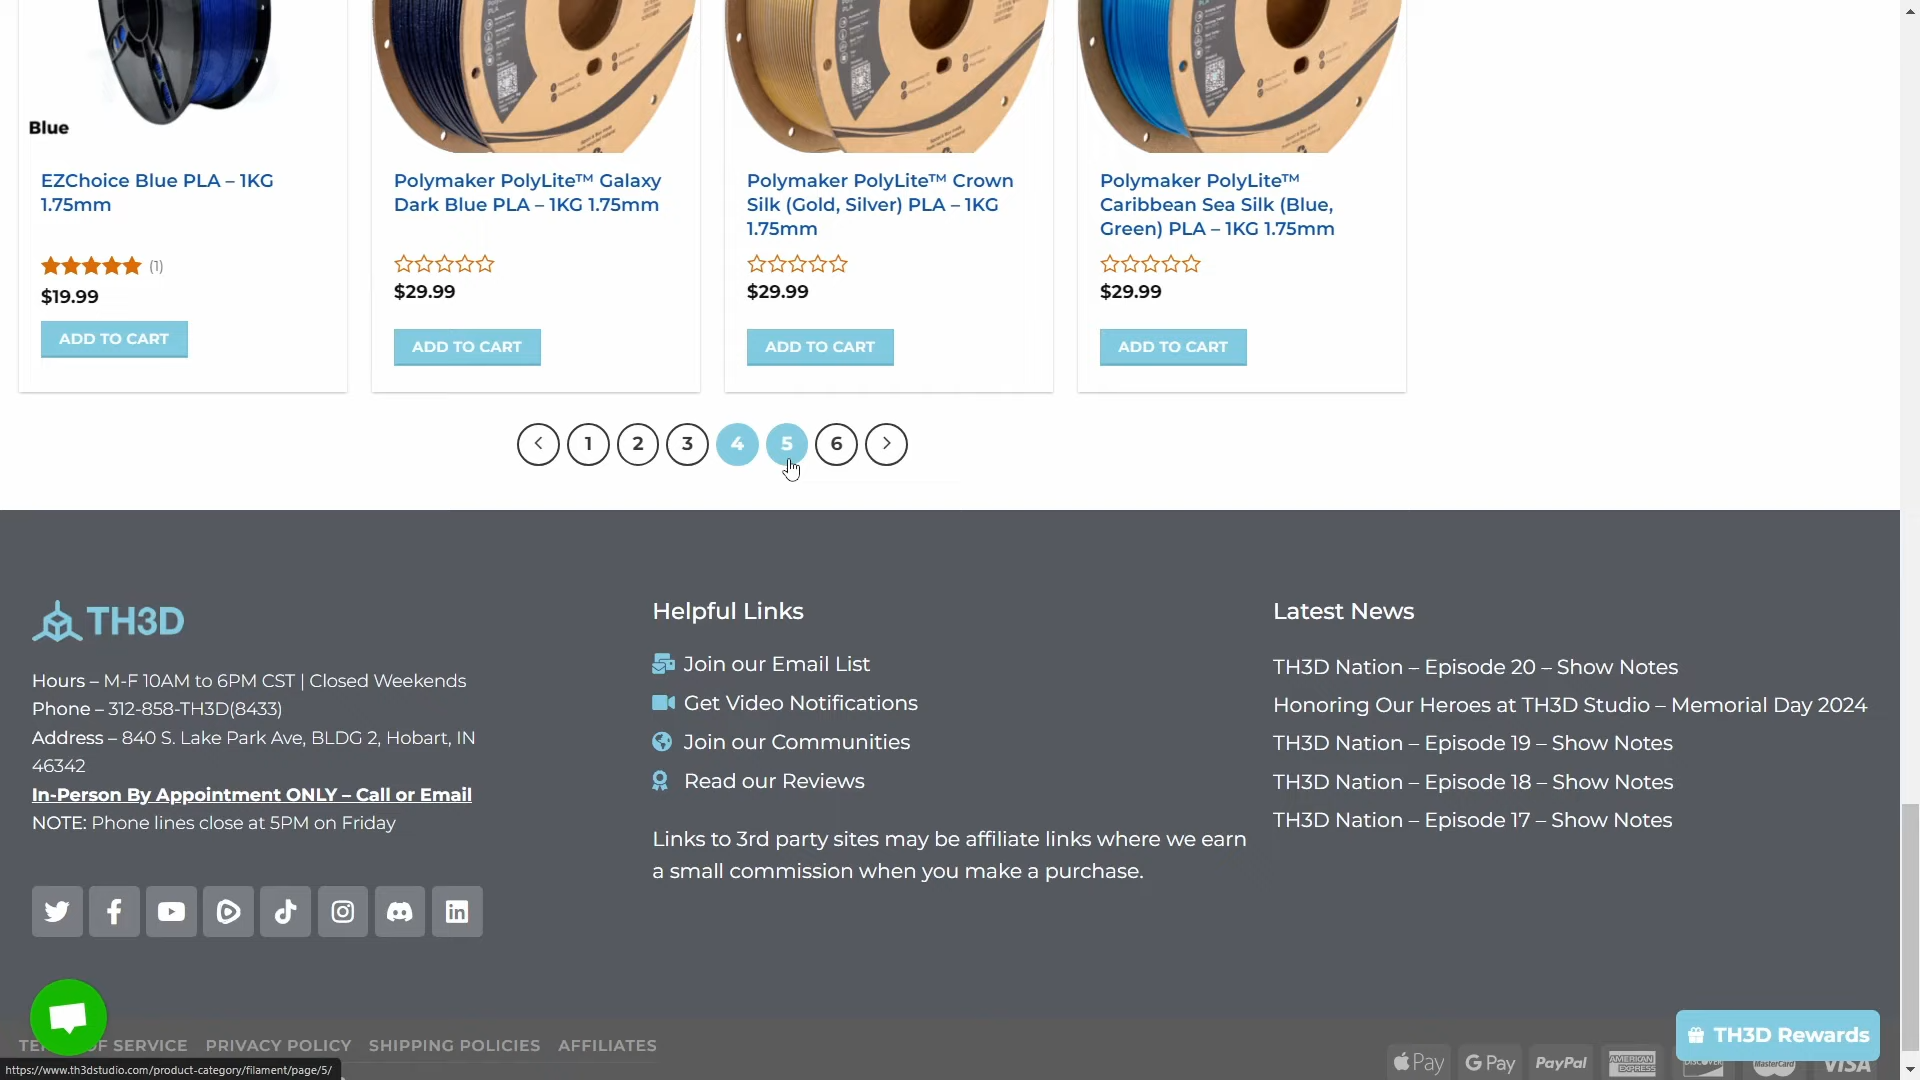 Blue
EZChoice Blue PLA – 1KG
1.75mm
(1)
$19.99
ADD TO CART
Polymaker PolyLite™ Galaxy
Dark Blue PLA – 1KG 1.75mm
$29.99
ADD TO CART
Polymaker PolyLite™ Crown
Silk (Gold, Silver) PLA – 1KG
1.75mm
$29.99
ADD TO CART
Polymaker PolyLite™
Caribbean Sea Silk (Blue,
Green) PLA – 1KG 1.75mm
$29.99
ADD TO CART
1 2 3 4 5 6
TH3D
Hours – M-F 10AM to 6PM CST | Closed Weekends
Phone – 312-858-TH3D(8433)
Address – 840 S. Lake Park Ave, BLDG 2, Hobart, IN
46342
In-Person By Appointment ONLY – Call or Email
NOTE: Phone lines close at 5PM on Friday
Helpful Links
Join our Email List
Get Video Notifications
Join our Communities
Read our Reviews
Links to 3rd party sites may be affiliate links where we earn
a small commission when you make a purchase.
Latest News
TH3D Nation – Episode 20 – Show Notes
Honoring Our Heroes at TH3D Studio – Memorial Day 2024
TH3D Nation – Episode 19 – Show Notes
TH3D Nation – Episode 18 – Show Notes
TH3D Nation – Episode 17 – Show Notes
TH3D Rewards
SERVICE PRIVACY POLICY SHIPPING POLICIES AFFILIATES
Pay G Pay PayPal AMERICAN EXPRESS DISCOVER MasterCard VISA
https://www.th3dstudio.com/product-category/filament/page/5/